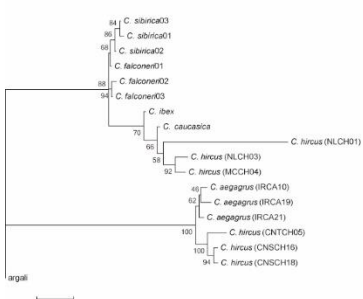 84
C. sibirica03
86
C. sibirica01
68
C. sibirica02
C. falconeri01
88
C. falconeri02
94
C. falconeri03
C. ibex
70
C. caucasica
66
C. hircus (NLCH01)
58
C. hircus (NLCH03)
92
C. hircus (MCCH04)
46
C. aegagrus (IRCA10)
62
C. aegagrus (IRCA19)
C. aegagrus (IRCA21)
100
C. hircus (CNTCH05)
100
C. hircus (CNSCH16)
94
C. hircus (CNSCH18)
argali